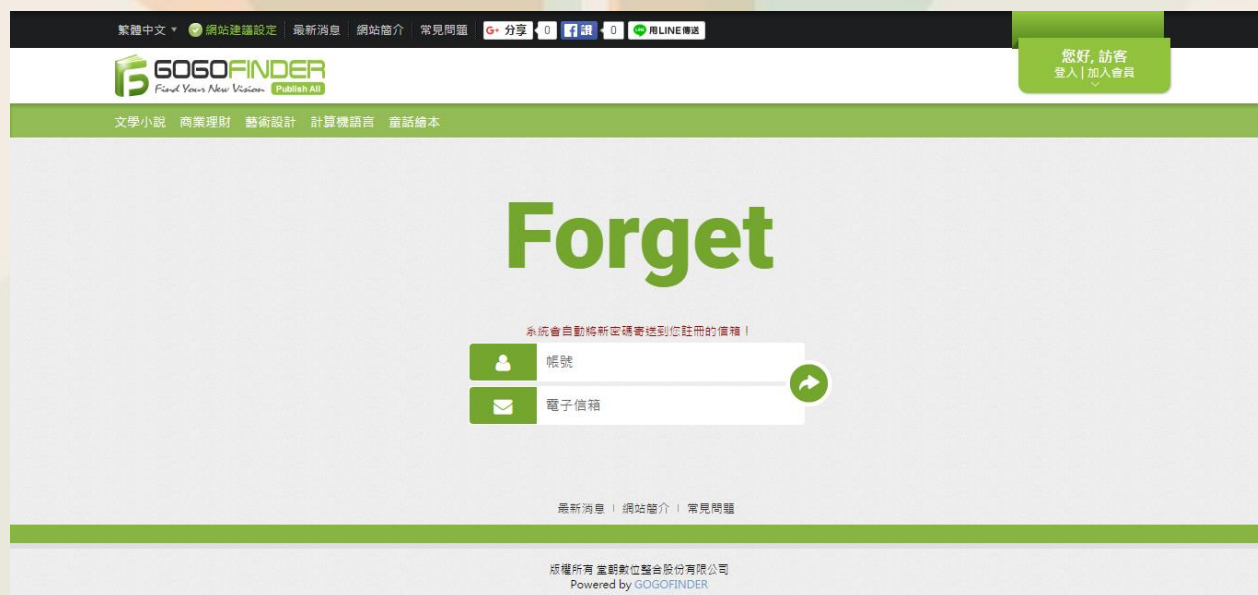 繁體中文 網站建議設定 最新消息 網站簡介 常見問題 G+ 分享 0 讚 0 用LINE傳送
您好, 訪客
登入 | 加入會員
GOGOFINDER
Find Your New Vision Publish All
文學小說 商業理財 藝術設計 計算機語言 童話繪本
Forget
系統會自動將新密碼寄送到您註冊的信箱！
帳號
電子信箱
最新消息 | 網站簡介 | 常見問題
版權所有 堂朝數位整合股份有限公司
Powered by GOGOFINDER